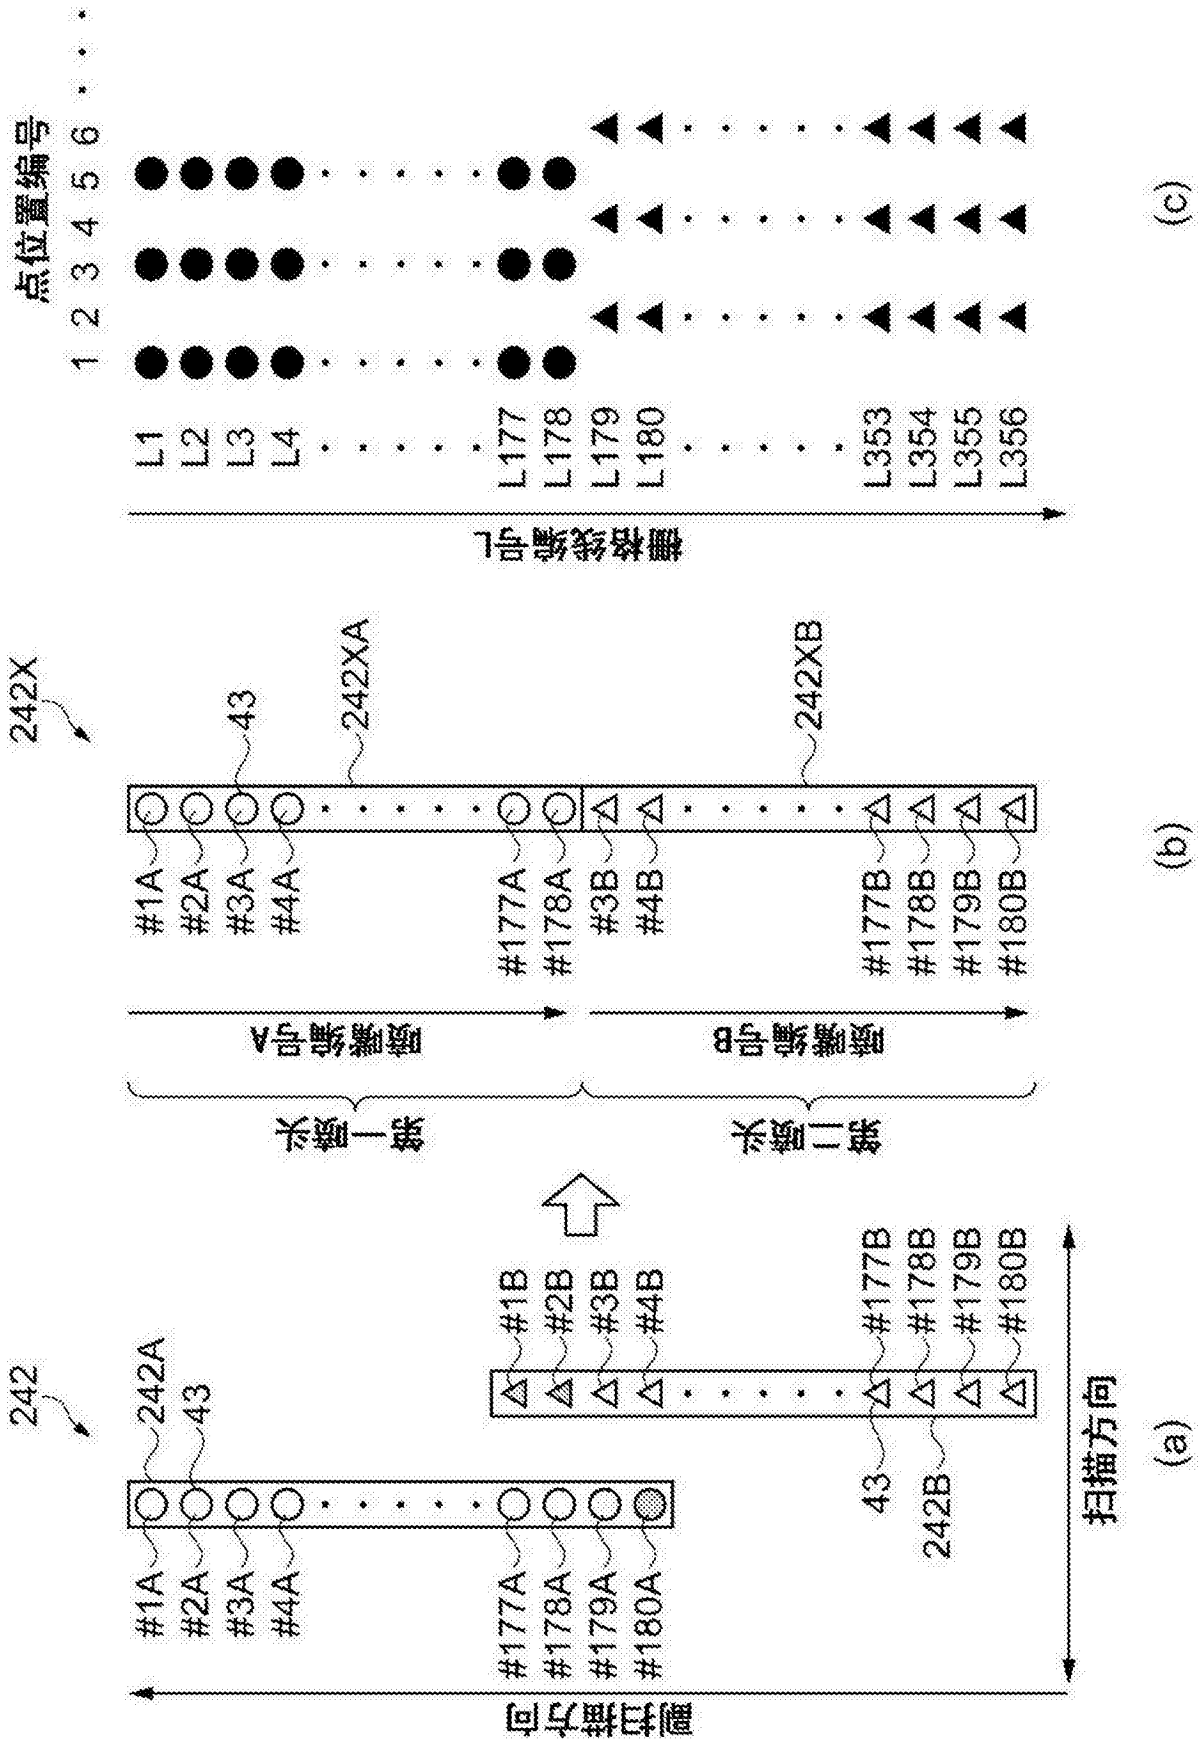 242
242A
43
#1A
#2A
#3A
#4A
#177A
#178A
#179A
#180A
#1B
#2B
#3B
#4B
#177B
#178B
#179B
#180B
43
242B
副扫描方向
扫描方向
(a)
242X
43
242XA
242XB
#1A
#2A
#3A
#4A
#177A
#178A
#3B
#4B
#177B
#178B
#179B
#180B
喷嘴编号A
喷嘴编号B
第一喷头
第二喷头
(b)
点位置编号
1 2 3 4 5 6 · · ·
L1
L2
L3
L4
L177
L178
L179
L180
L353
L354
L355
L356
栅格线编号L
(c)